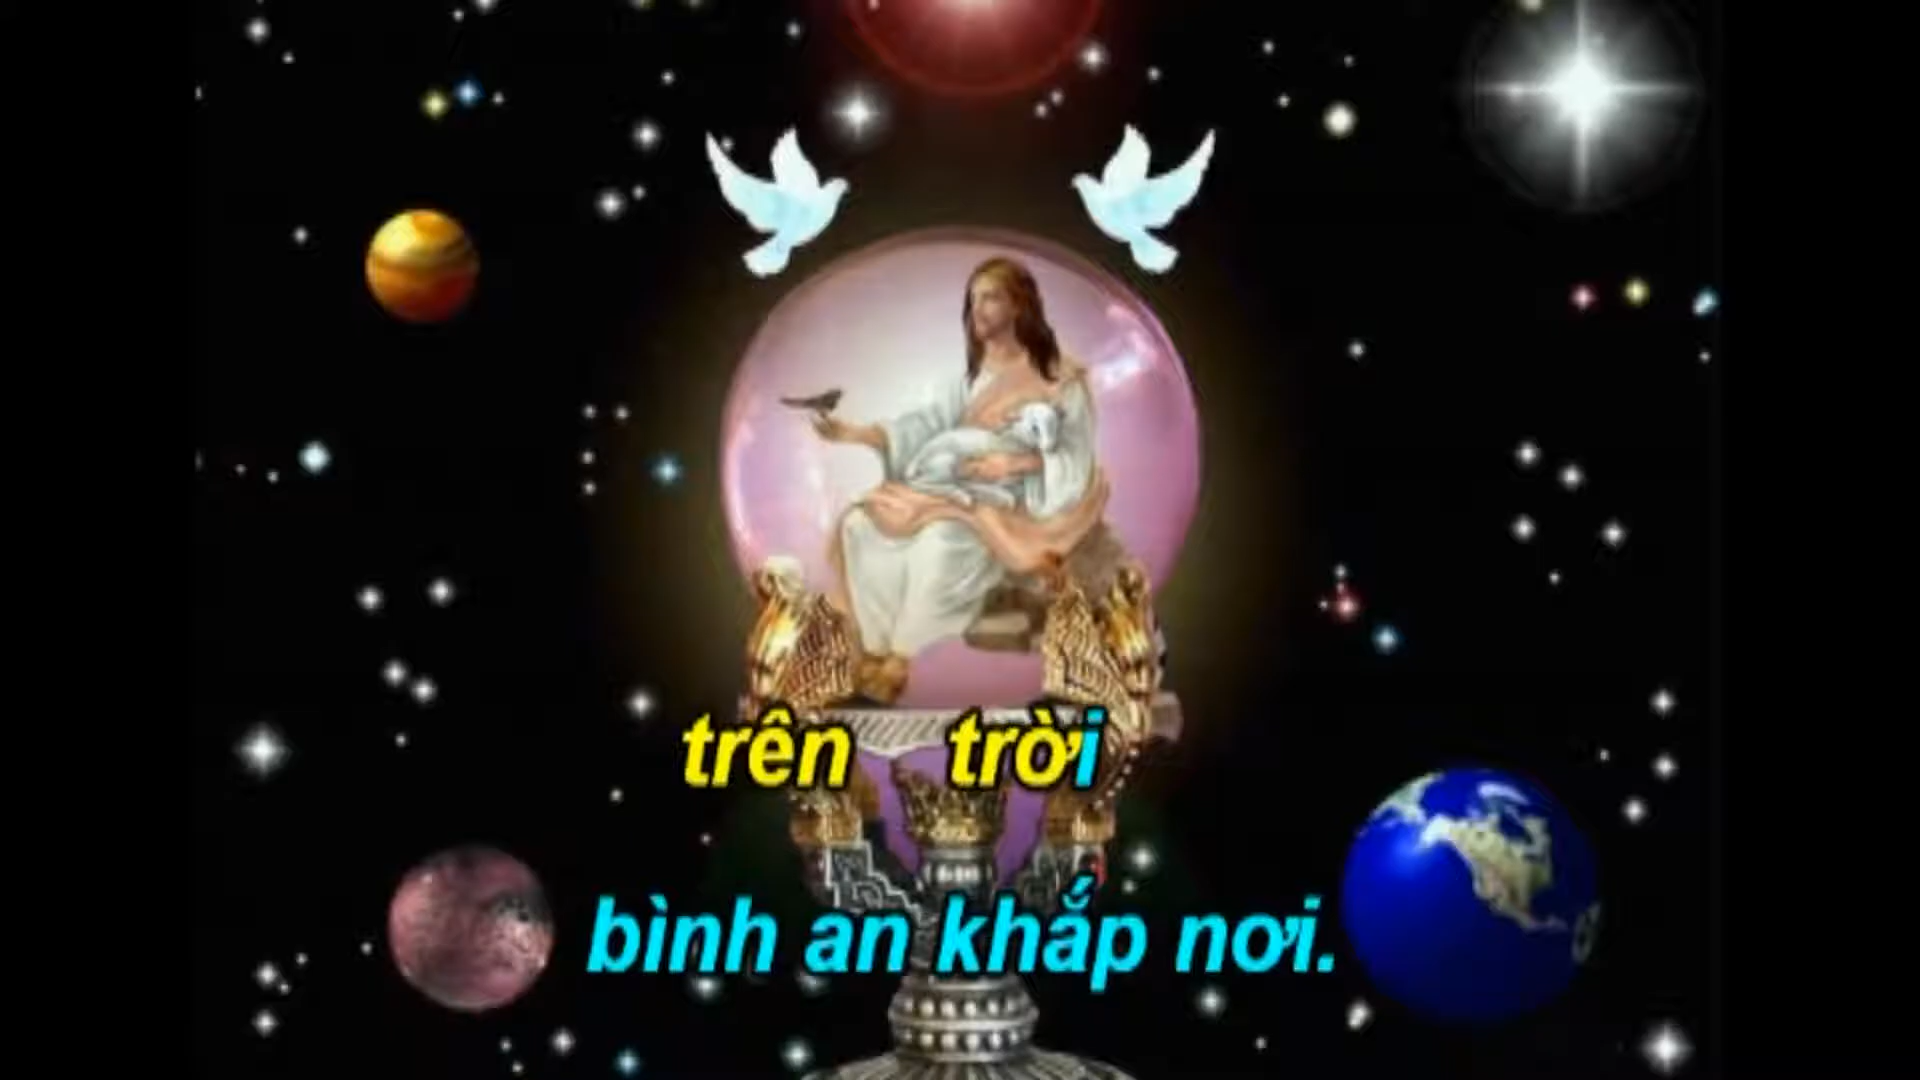 trên trời
bình an khắp nơi.